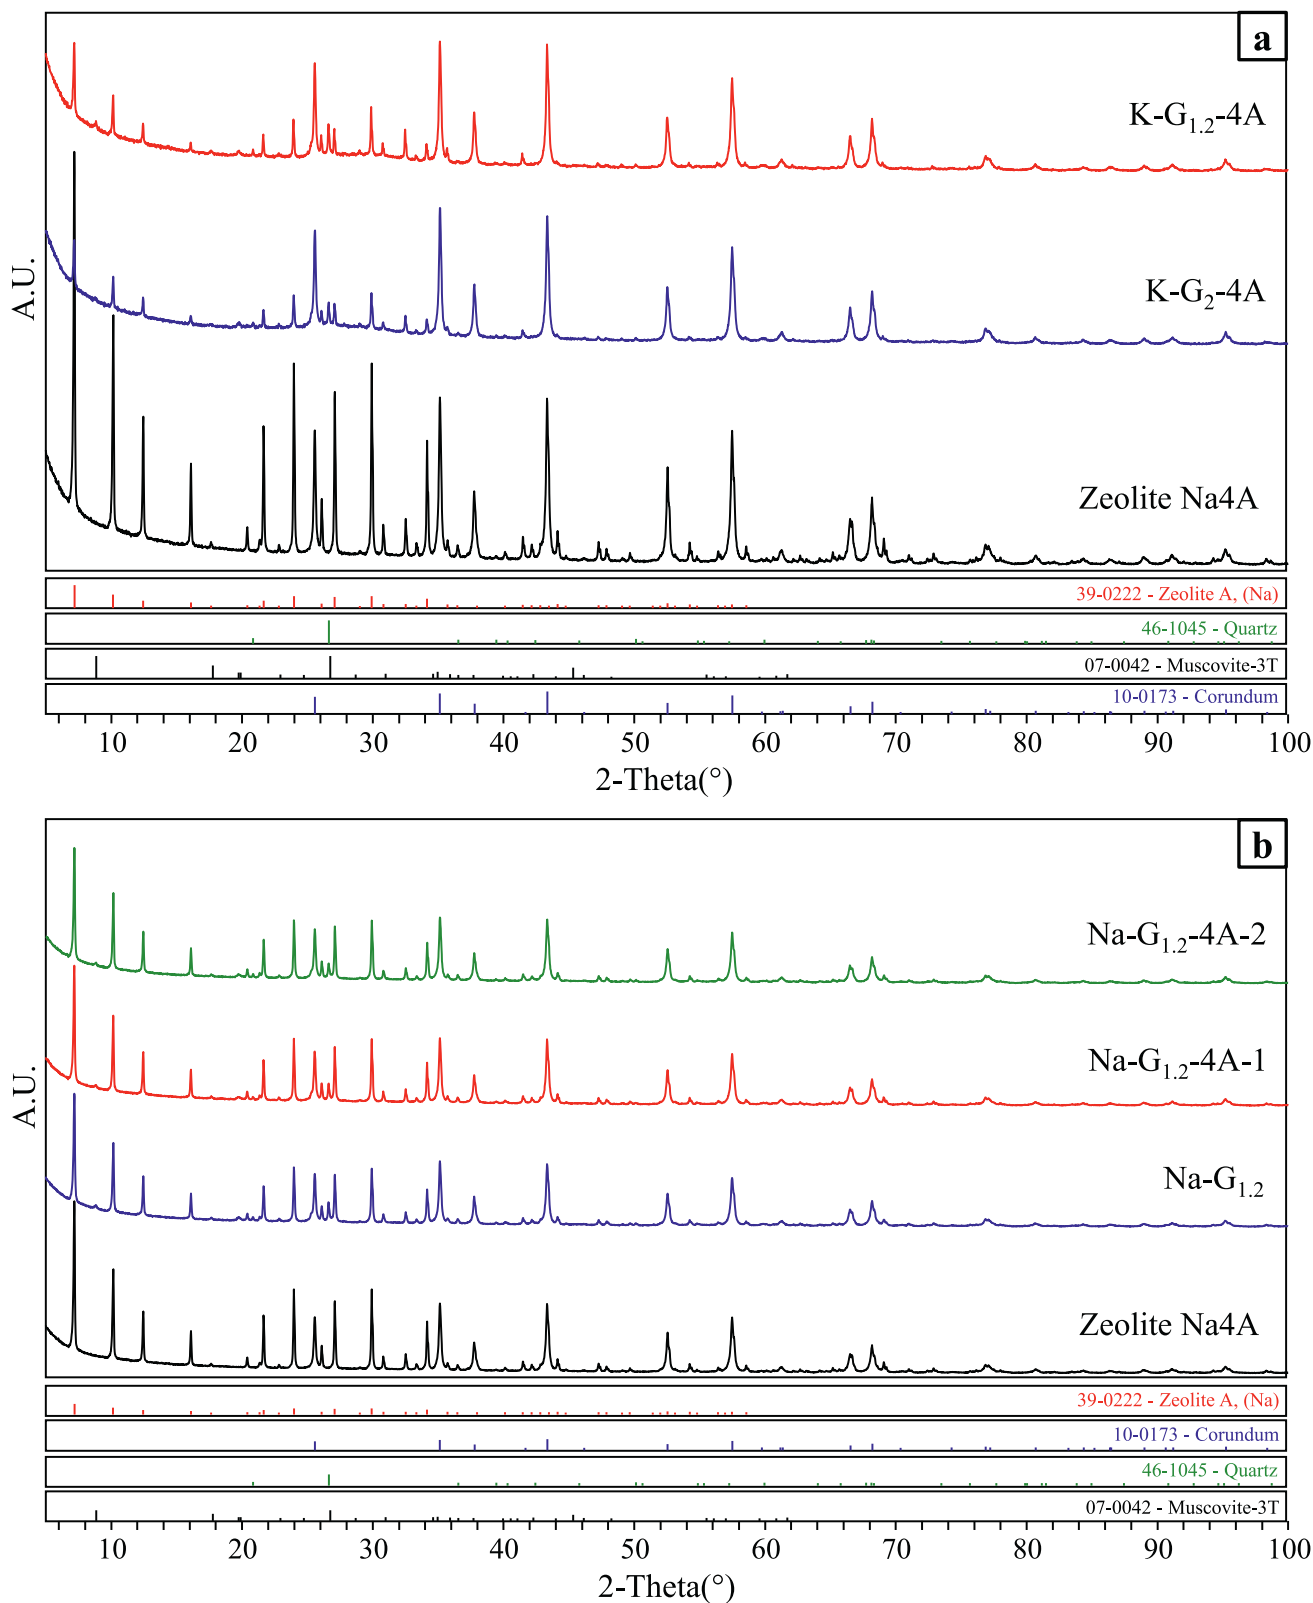 a
K-G1.2-4A
K-G2-4A
A.U.
Zeolite Na4A
39-0222 - Zeolite A, (Na)
46-1045 - Quartz
07-0042 - Muscovite-3T
10-0173 - Corundum
10 20 30 40 50 60 70 80 90 100
2-Theta(°)
b
Na-G1.2-4A-2
Na-G1.2-4A-1
A.U.
Na-G1.2
Zeolite Na4A
39-0222 - Zeolite A, (Na)
10-0173 - Corundum
46-1045 - Quartz
07-0042 - Muscovite-3T
10 20 30 40 50 60 70 80 90 100
2-Theta(°)